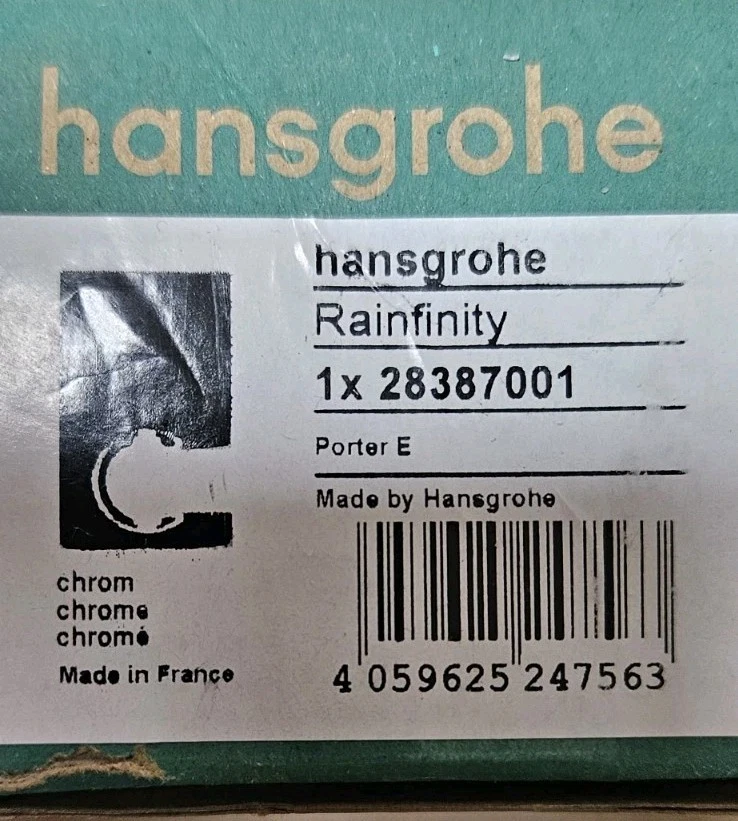 hansgrohe
hansgrohe
Rainfinity
1x 28387001
Porter E
Made by Hansgrohe
chrom
chrome
chromé
Made in France
4 059625 247563